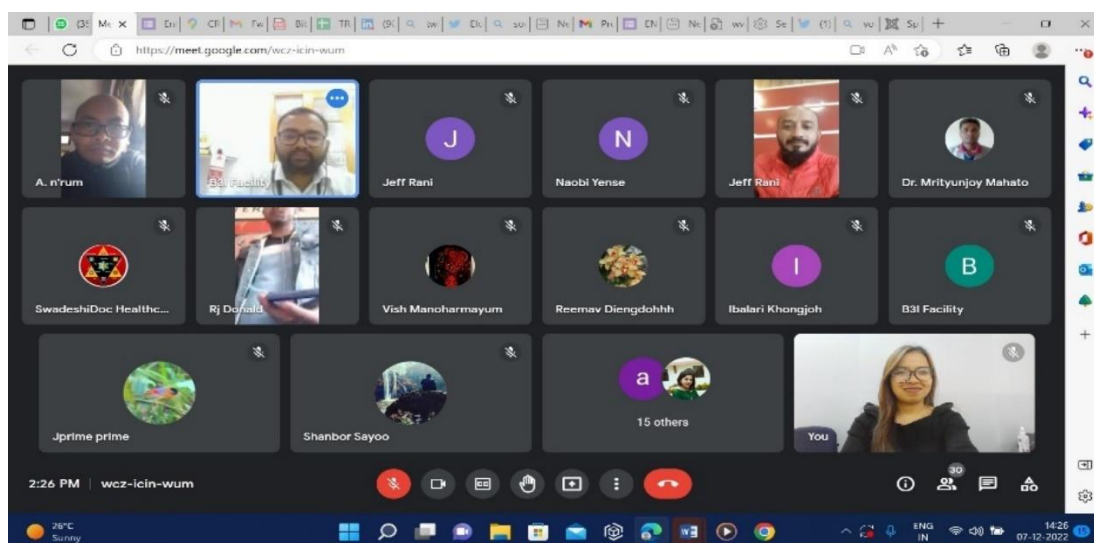 https://meet.google.com/wcz-icin-wum
A. n'rum
B3I Facility
Jeff Rani
J
Naobi Yense
N
Jeff Rani
Dr. Mrityunjoy Mahato
SwadeshiDoc Healthc...
Rj Donald
Vish Manoharmayum
Reemav Diengdohhh
Ibalari Khongjoh
I
B3I Facility
B
Jprime prime
Shanbor Sayoo
a
15 others
You
2:26 PM | wcz-icin-wum
30
26°C
Sunny
ENG
IN
14:26
07-12-2022